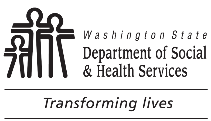 Washington State
Department of Social
& Health Services
Transforming lives